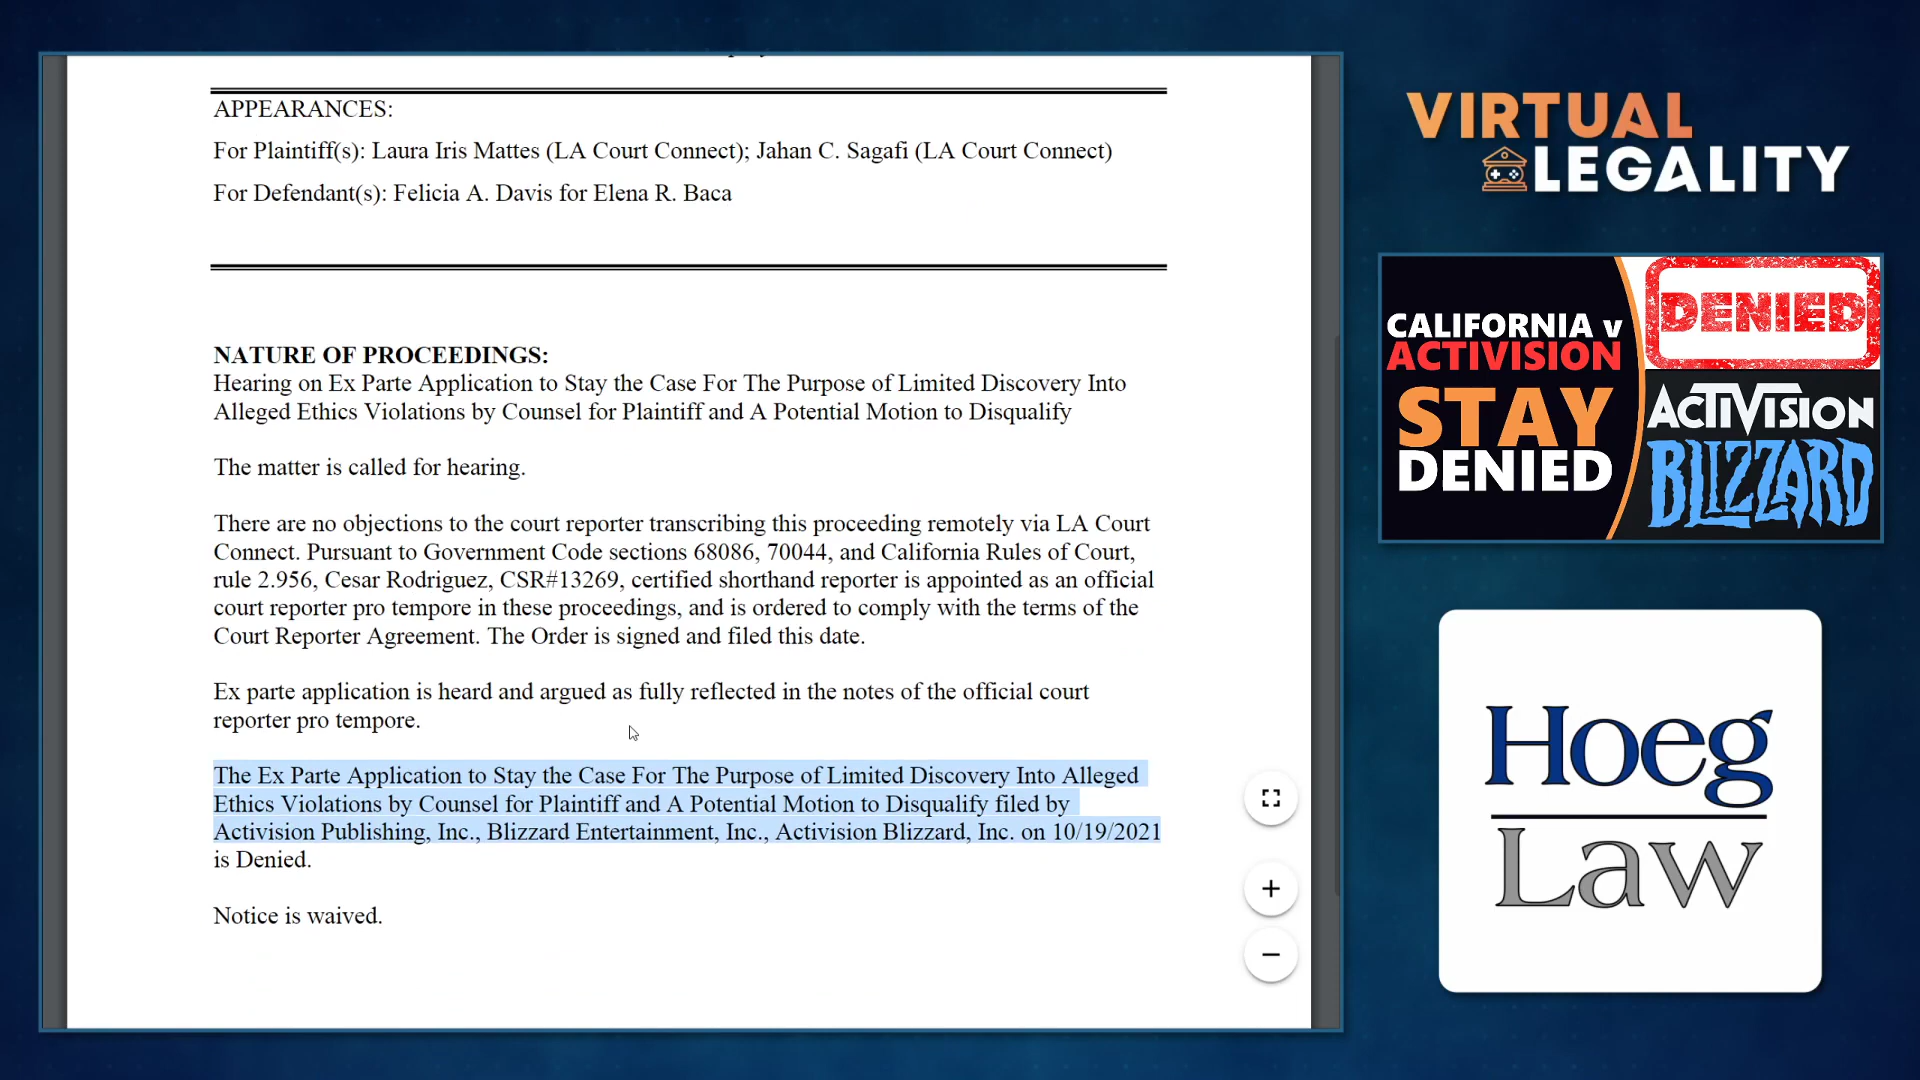 APPEARANCES:
For Plaintiff(s): Laura Iris Mattes (LA Court Connect); Jahan C. Sagafi (LA Court Connect)
For Defendant(s): Felicia A. Davis for Elena R. Baca
NATURE OF PROCEEDINGS:
Hearing on Ex Parte Application to Stay the Case For The Purpose of Limited Discovery Into
Alleged Ethics Violations by Counsel for Plaintiff and A Potential Motion to Disqualify
The matter is called for hearing.
There are no objections to the court reporter transcribing this proceeding remotely via LA Court
Connect. Pursuant to Government Code sections 68086, 70044, and California Rules of Court,
rule 2.956, Cesar Rodriguez, CSR#13269, certified shorthand reporter is appointed as an official
court reporter pro tempore in these proceedings, and is ordered to comply with the terms of the
Court Reporter Agreement. The Order is signed and filed this date.
Ex parte application is heard and argued as fully reflected in the notes of the official court
reporter pro tempore.
The Ex Parte Application to Stay the Case For The Purpose of Limited Discovery Into Alleged
Ethics Violations by Counsel for Plaintiff and A Potential Motion to Disqualify filed by
Activision Publishing, Inc., Blizzard Entertainment, Inc., Activision Blizzard, Inc. on 10/19/2021
is Denied.
Notice is waived.
VIRTUAL
LEGALITY
CALIFORNIA v
ACTIVISION
STAY
DENIED
DENIED
ACTIVISION
BLIZZARD
Hoeg
Law